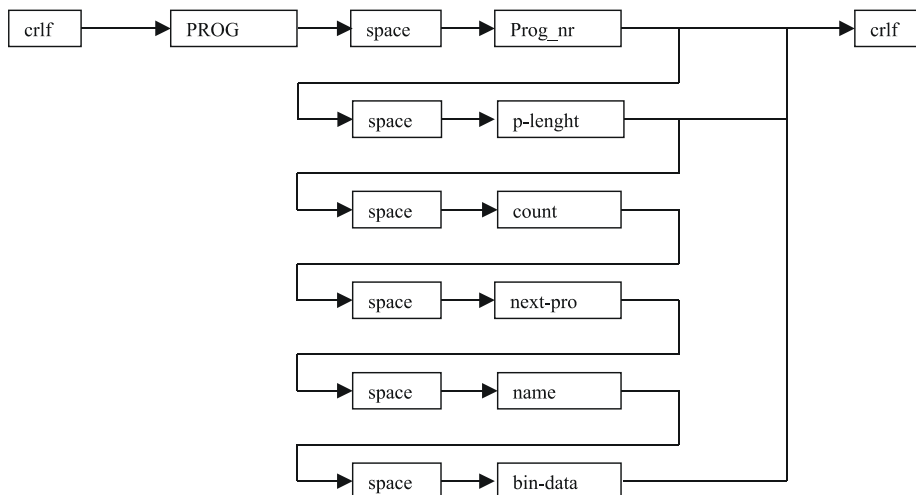 crlf PROG space Prog_nr crlf
space p-lenght
space count
space next-pro
space name
space bin-data